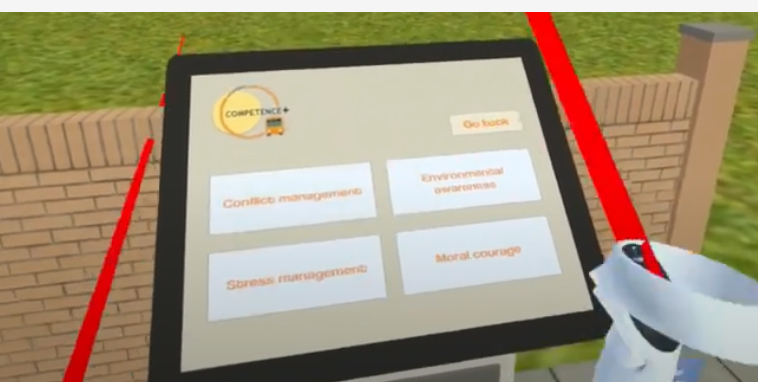 COMPETENCE+
Go back
Conflict management
Environmental
awareness
Stress management
Moral courage